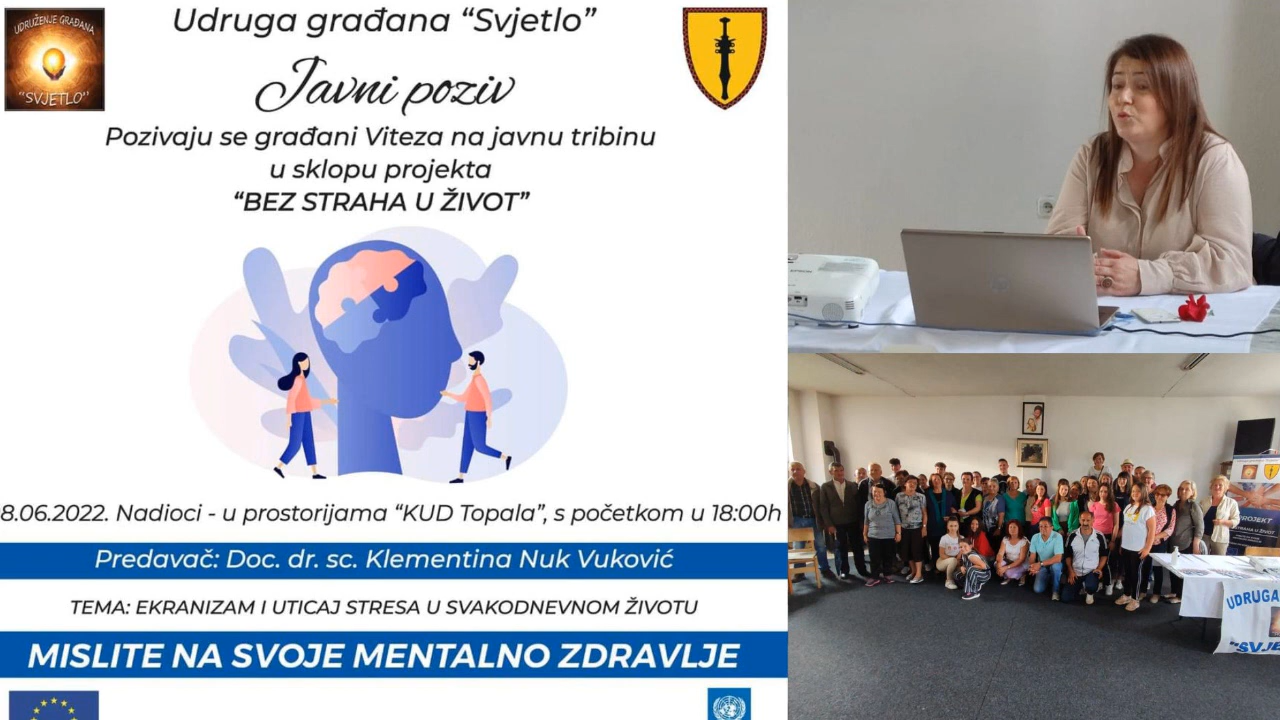 UDRUŽENJE GRAĐANA
"SVJETLO"
Udruga građana “Svjetlo”
Javni poziv
Pozivaju se građani Viteza na javnu tribinu
u sklopu projekta
“BEZ STRAHA U ŽIVOT”
8.06.2022. Nadioci - u prostorijama “KUD Topala”, s početkom u 18:00h
Predavač: Doc. dr. sc. Klementina Nuk Vuković
TEMA: EKRANIZAM I UTICAJ STRESA U SVAKODNEVNOM ŽIVOTU
MISLITE NA SVOJE MENTALNO ZDRAVLJE
PROJEKT
STRAHA U ŽIVOT
UDRUGA
"SVJE